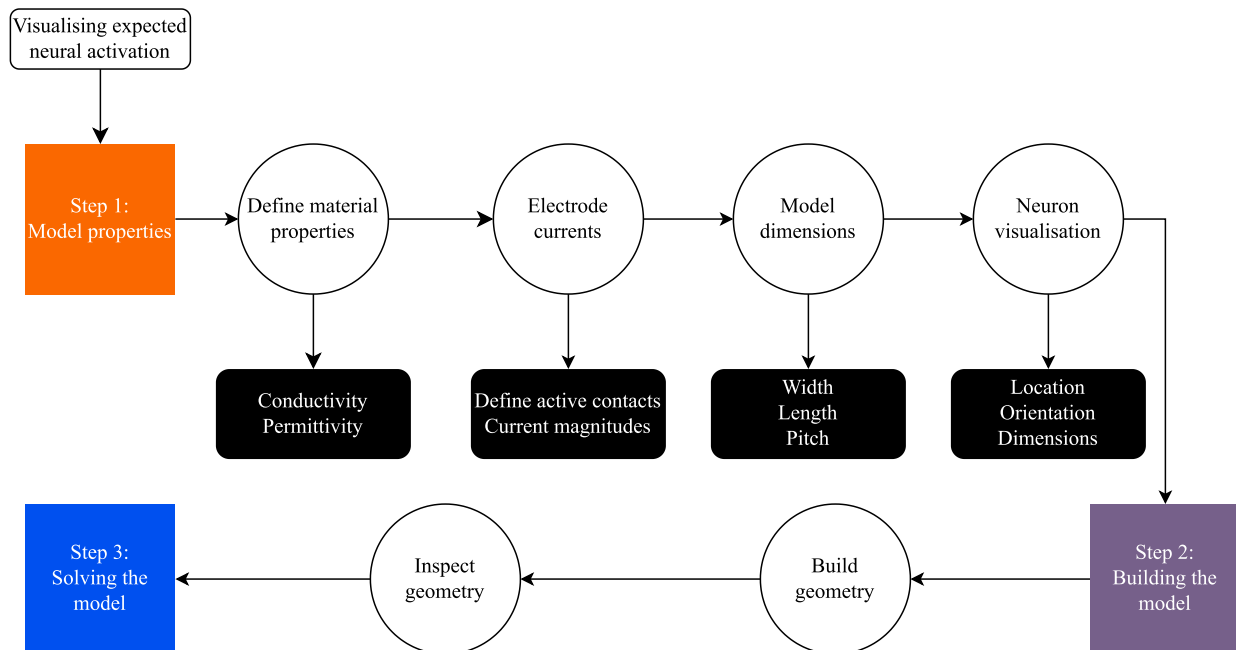 Visualising expected
neural activation
Step 1:
Model properties
Define material
properties
Electrode
currents
Model
dimensions
Neuron
visualisation
Conductivity
Permittivity
Define active contacts
Current magnitudes
Width
Length
Pitch
Location
Orientation
Dimensions
Step 2:
Building the
model
Build
geometry
Inspect
geometry
Step 3:
Solving the
model